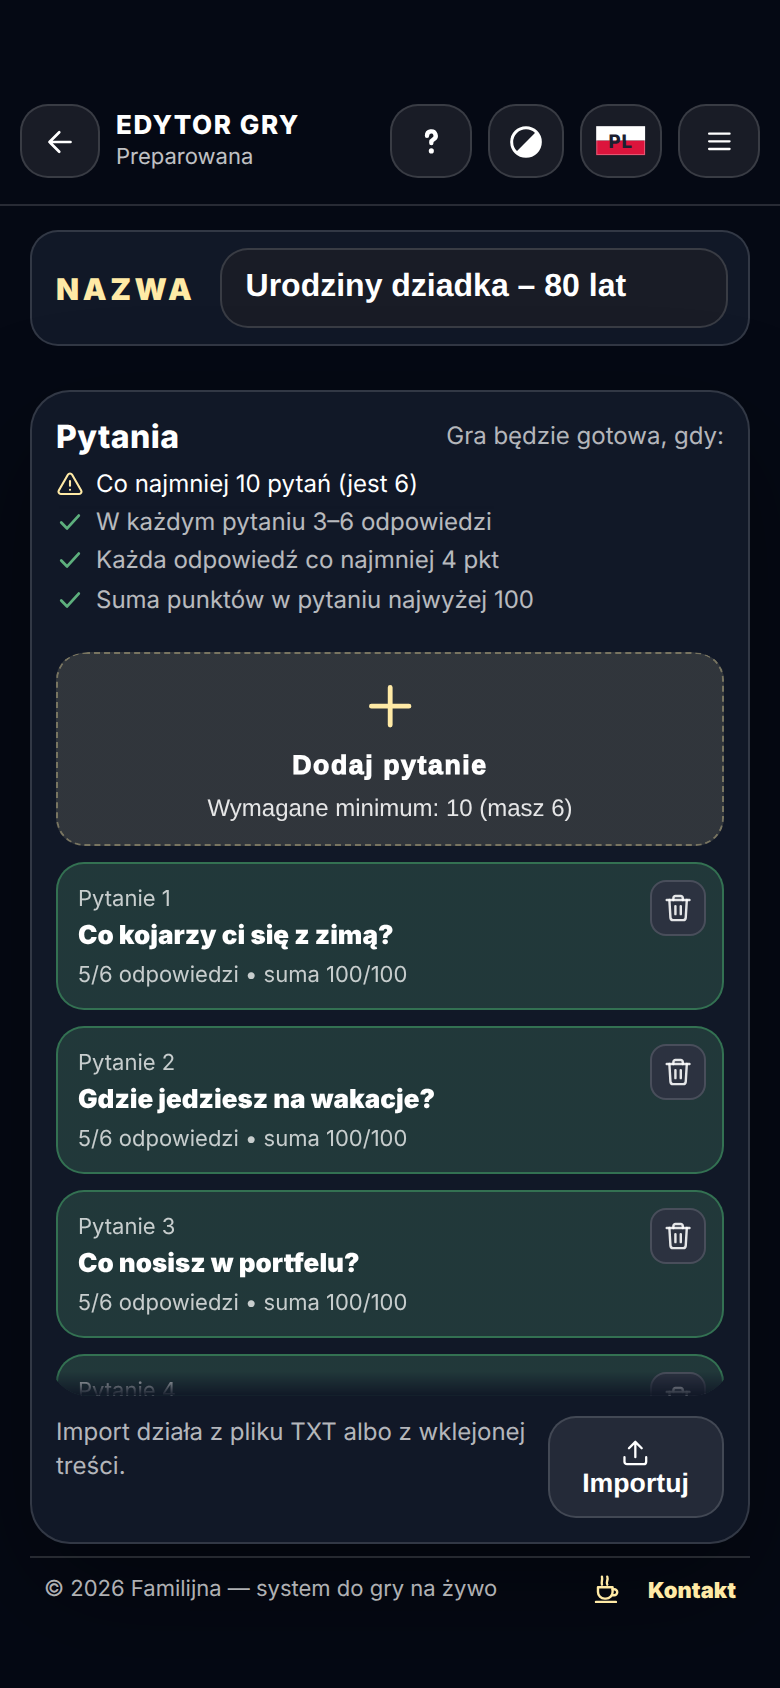 EDYTOR GRY
Preparowana
?
PL
NAZWA
Urodziny dziadka – 80 lat
Pytania
Gra będzie gotowa, gdy:
Co najmniej 10 pytań (jest 6)
W każdym pytaniu 3–6 odpowiedzi
Każda odpowiedź co najmniej 4 pkt
Suma punktów w pytaniu najwyżej 100
Dodaj pytanie
Wymagane minimum: 10 (masz 6)
Pytanie 1
Co kojarzy ci się z zimą?
5/6 odpowiedzi • suma 100/100
Pytanie 2
Gdzie jedziesz na wakacje?
5/6 odpowiedzi • suma 100/100
Pytanie 3
Co nosisz w portfelu?
5/6 odpowiedzi • suma 100/100
Pytanie 4
Import działa z pliku TXT albo z wklejonej
treści.
Importuj
© 2026 Familijna — system do gry na żywo
Kontakt